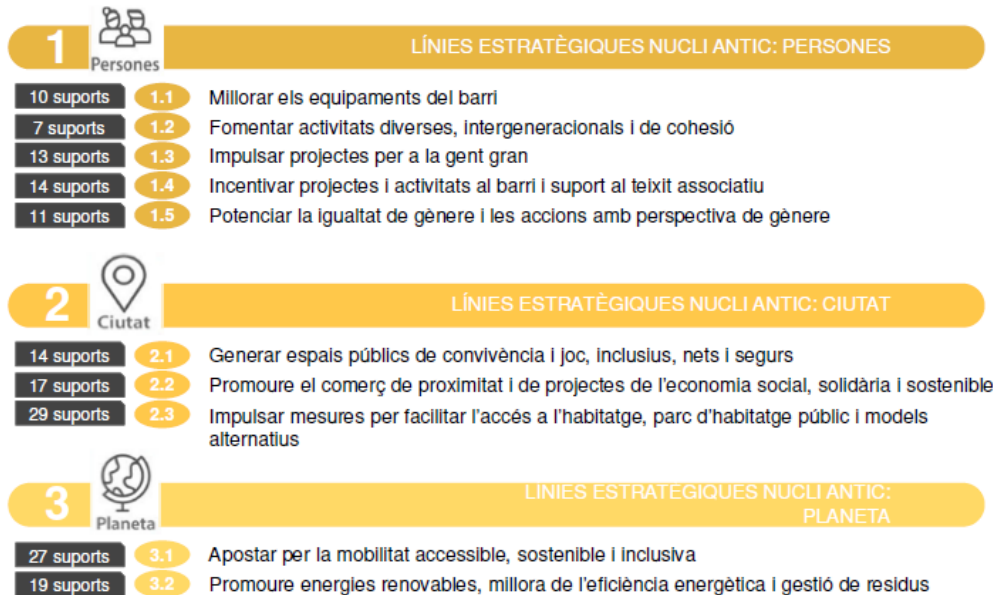 1
Persones
LÍNIES ESTRATÈGIQUES NUCLI ANTIC: PERSONES
10 suports 1.1 Millorar els equipaments del barri
7 suports 1.2 Fomentar activitats diverses, intergeneracionals i de cohesió
13 suports 1.3 Impulsar projectes per a la gent gran
14 suports 1.4 Incentivar projectes i activitats al barri i suport al teixit associatiu
11 suports 1.5 Potenciar la igualtat de gènere i les accions amb perspectiva de gènere
2
Ciutat
LÍNIES ESTRATÈGIQUES NUCLI ANTIC: CIUTAT
14 suports 2.1 Generar espais públics de convivència i joc, inclusius, nets i segurs
17 suports 2.2 Promoure el comerç de proximitat i de projectes de l'economia social, solidària i sostenible
29 suports 2.3 Impulsar mesures per facilitar l'accés a l'habitatge, parc d'habitatge públic i models
alternatius
3
Planeta
LÍNIES ESTRATÈGIQUES NUCLI ANTIC:
PLANETA
27 suports 3.1 Apostar per la mobilitat accessible, sostenible i inclusiva
19 suports 3.2 Promoure energies renovables, millora de l'eficiència energètica i gestió de residus